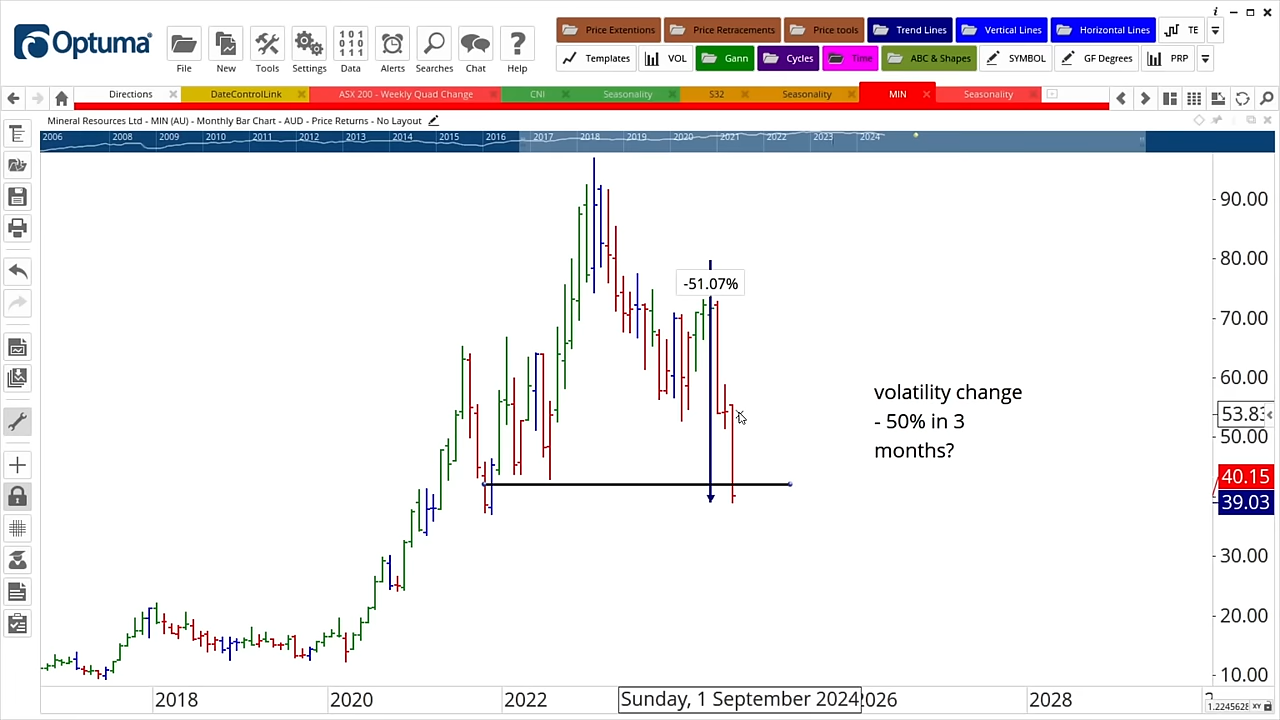 Optuma
File
New
Tools
Settings
Data
Alerts
Searches
Chat
Help
Price Extentions
Price Retracements
Price tools
Trend Lines
Vertical Lines
Horizontal Lines
TE
Templates
VOL
Gann
Cycles
Time
ABC & Shapes
SYMBOL
GF Degrees
PRP
Directions
DateControlLink
ASX 200 - Weekly Quad Change
CNI
Seasonality
S32
Seasonality
MIN
Seasonality
Mineral Resources Ltd - MIN (AU) - Monthly Bar Chart - AUD - Price Returns - No Layout
2006
2008
2009
2010
2011
2012
2013
2014
2015
2016
2017
2018
2019
2020
2021
2022
2023
2024
90.00
80.00
-51.07%
70.00
60.00
volatility change
- 50% in 3
months?
53.83
50.00
40.15
39.03
30.00
20.00
10.00
2018
2020
2022
Sunday, 1 September 2024
2026
2028
1.2245628
XY